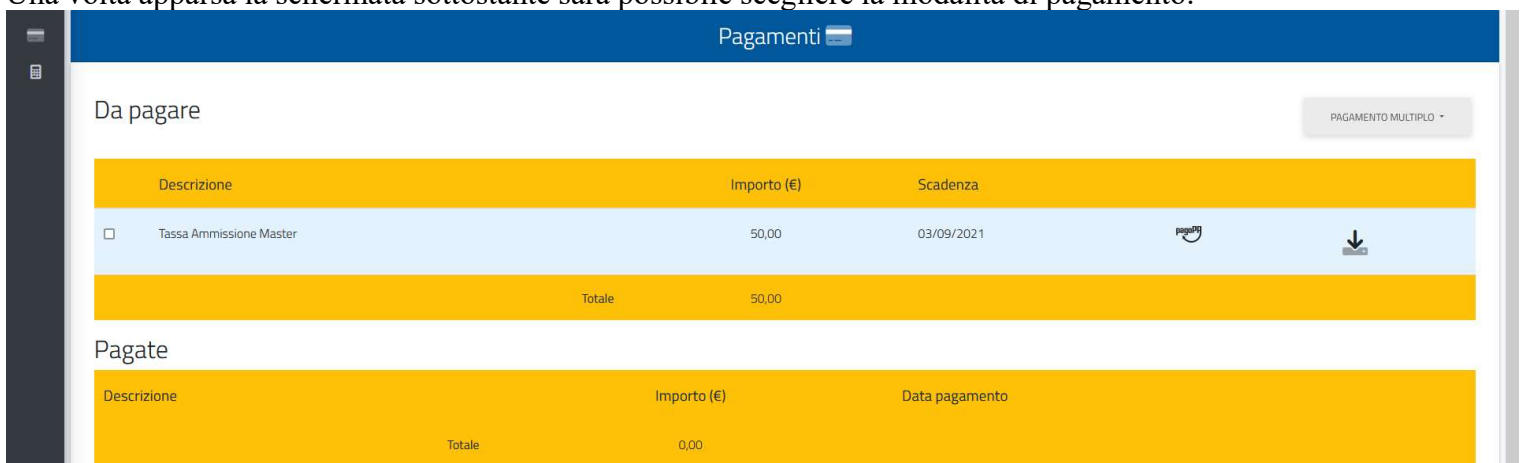 Una volta apparsa la schermata sottostante sarà possibile scegliere la modalità di pagamento:
Pagamenti
Da pagare
PAGAMENTO MULTIPLO
Descrizione Importo (€) Scadenza
Tassa Ammissione Master 50,00 03/09/2021 pagoPA
Totale 50,00
Pagate
Descrizione Importo (€) Data pagamento
Totale 0,00